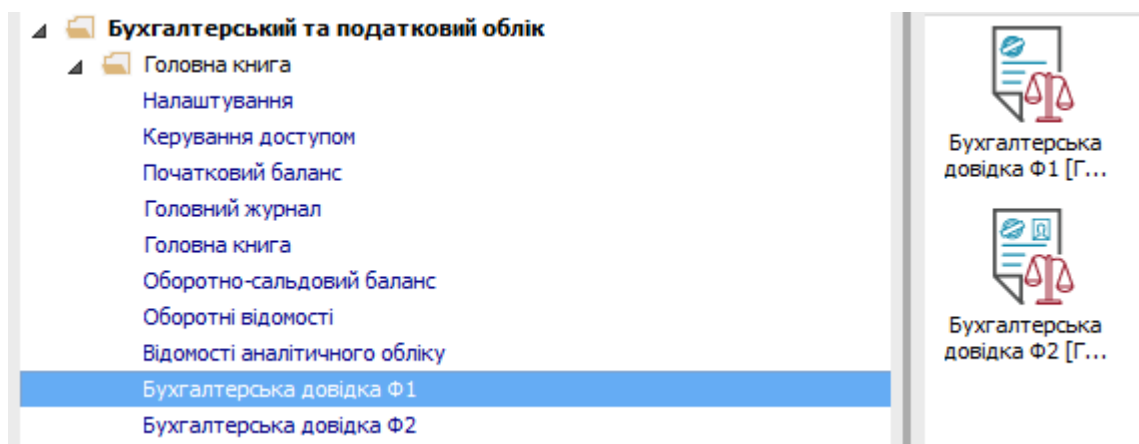 Бухгалтерський та податковий облік
Головна книга
Налаштування
Керування доступом
Початковий баланс
Головний журнал
Головна книга
Оборотно-сальдовий баланс
Оборотні відомості
Відомості аналітичного обліку
Бухгалтерська довідка Ф1
Бухгалтерська довідка Ф2
Бухгалтерська
довідка Ф1 [Г...
Бухгалтерська
довідка Ф2 [Г...